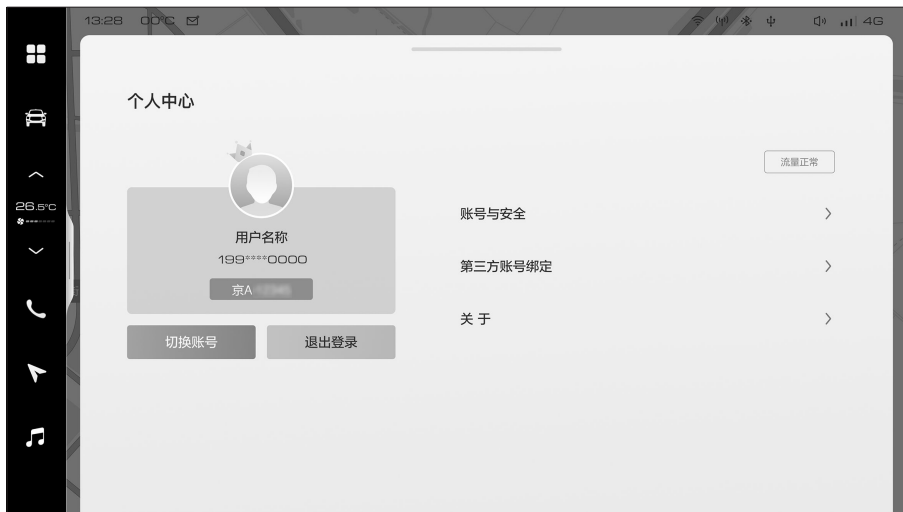 13:28 00°C 4G
个人中心
流量正常
26.5°C
用户名称
199****0000
京A
账号与安全
第三方账号绑定
关于
切换账号
退出登录